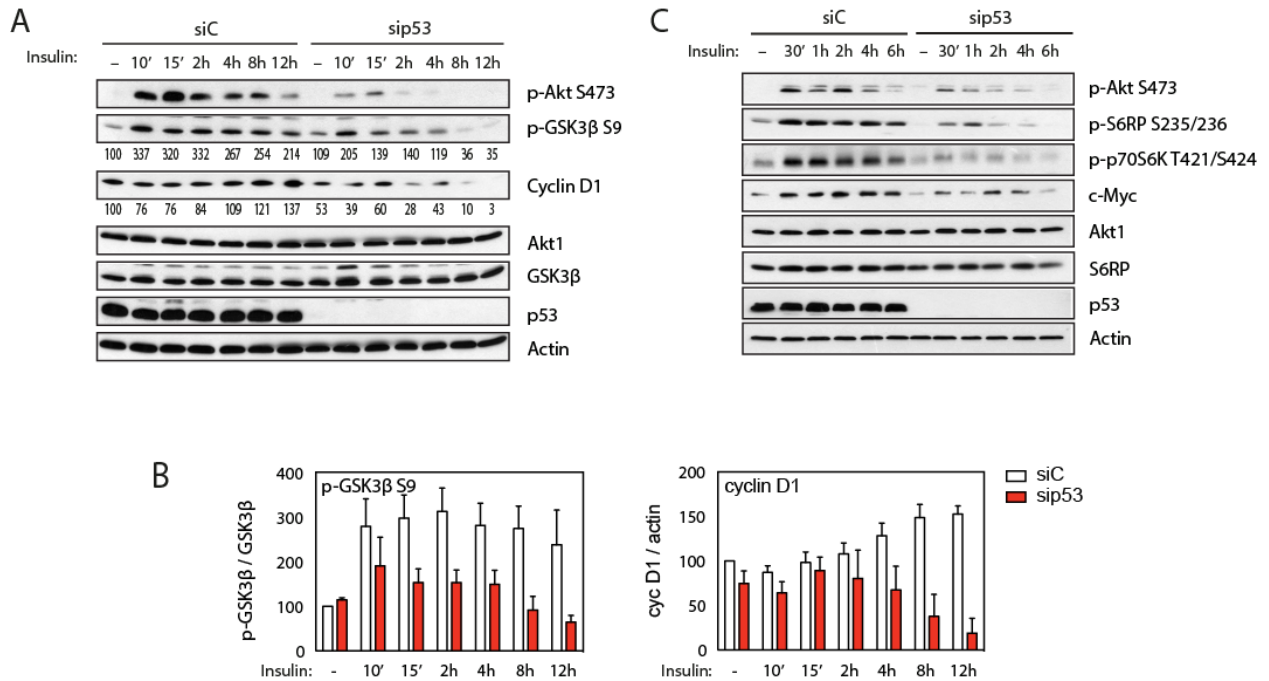 A
siC sip53
Insulin: – 10′ 15′ 2h 4h 8h 12h – 10′ 15′ 2h 4h 8h 12h
p-Akt S473
p-GSK3β S9
100 337 320 332 267 254 214 109 205 139 140 119 36 35
Cyclin D1
100 76 76 84 109 121 137 53 39 60 28 43 10 3
Akt1
GSK3β
p53
Actin
C
siC sip53
Insulin: – 30′ 1h 2h 4h 6h – 30′ 1h 2h 4h 6h
p-Akt S473
p-S6RP S235/236
p-p70S6K T421/S424
c-Myc
Akt1
S6RP
p53
Actin
B
p-GSK3β S9
p-GSK3β / GSK3β
400
300
200
100
0
Insulin: - 10′ 15′ 2h 4h 8h 12h
cyclin D1
cyc D1 / actin
200
150
100
50
0
Insulin: - 10′ 15′ 2h 4h 8h 12h
siC
sip53